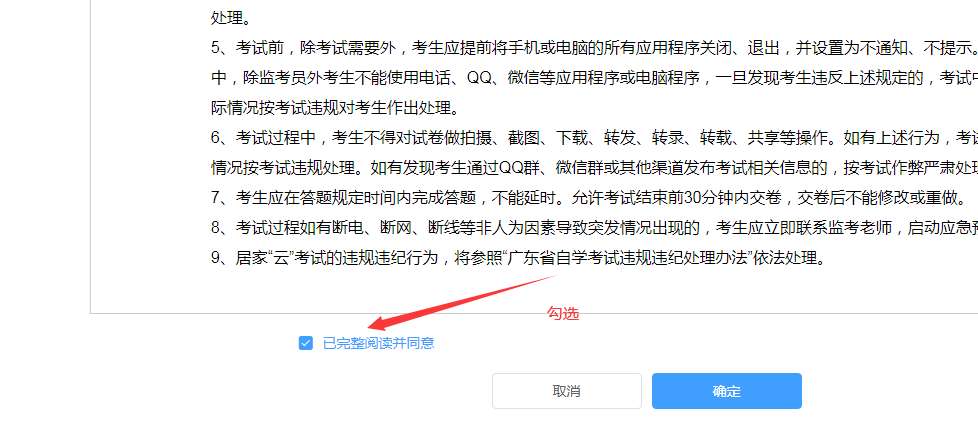 处理。
5、考试前，除考试需要外，考生应提前将手机或电脑的所有应用程序关闭、退出，并设置为不通知、不提示。
中，除监考员外考生不能使用电话、QQ、微信等应用程序或电脑程序，一旦发现考生违反上述规定的，考试中
际情况按考试违规对考生作出处理。
6、考试过程中，考生不得对试卷做拍摄、截图、下载、转发、转录、转载、共享等操作。如有上述行为，考试
情况按考试违规处理。如有发现考生通过QQ群、微信群或其他渠道发布考试相关信息的，按考试作弊严肃处理
7、考生应在答题规定时间内完成答题，不能延时。允许考试结束前30分钟内交卷，交卷后不能修改或重做。
8、考试过程如有断电、断网、断线等非人为因素导致突发情况出现的，考生应立即联系监考老师，启动应急预
9、居家“云”考试的违规违纪行为，将参照“广东省自学考试违规违纪处理办法”依法处理。
勾选
已完整阅读并同意
取消
确定